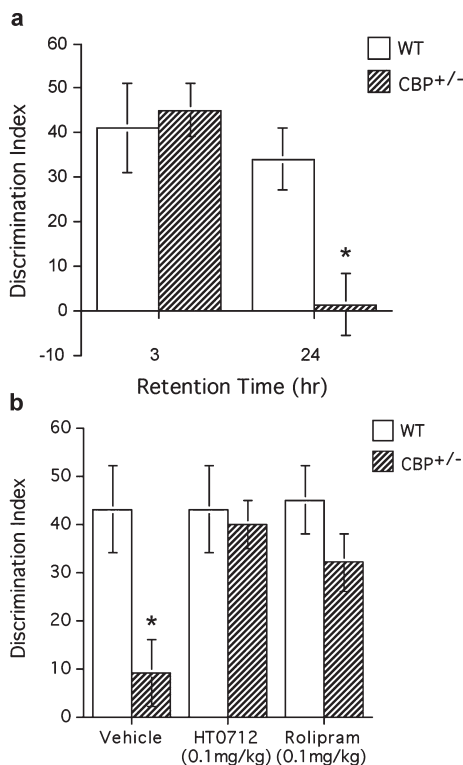 a
60
50
40
30
20
10
0
-10
Discrimination Index
WT
CBP+/-
*
3 24
Retention Time (hr)
b
60
50
40
30
20
10
0
Discrimination Index
WT
CBP+/-
*
Vehicle HT0712 Rolipram
(0.1mg/kg) (0.1mg/kg)